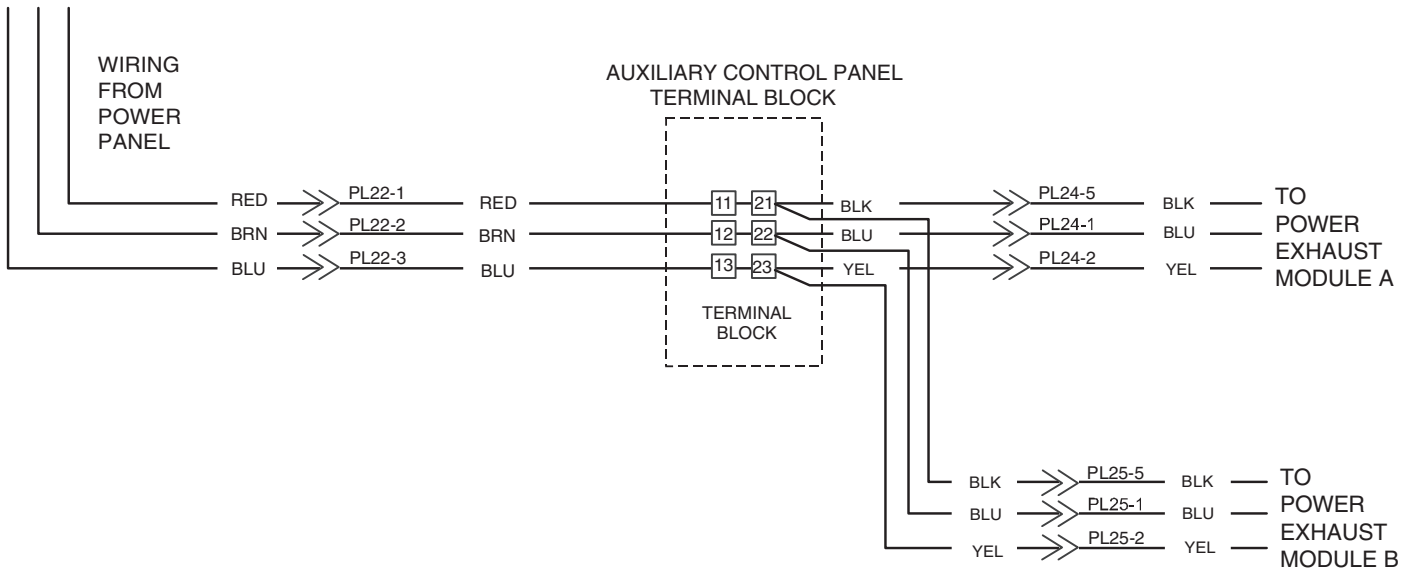 WIRING
FROM
POWER
PANEL
AUXILIARY CONTROL PANEL
TERMINAL BLOCK
RED PL22-1 RED 11 21 BLK PL24-5 BLK
BRN PL22-2 BRN 12 22 BLU PL24-1 BLU
BLU PL22-3 BLU 13 23 YEL PL24-2 YEL
TO
POWER
EXHAUST
MODULE A
TERMINAL
BLOCK
BLK PL25-5 BLK
BLU PL25-1 BLU
YEL PL25-2 YEL
TO
POWER
EXHAUST
MODULE B